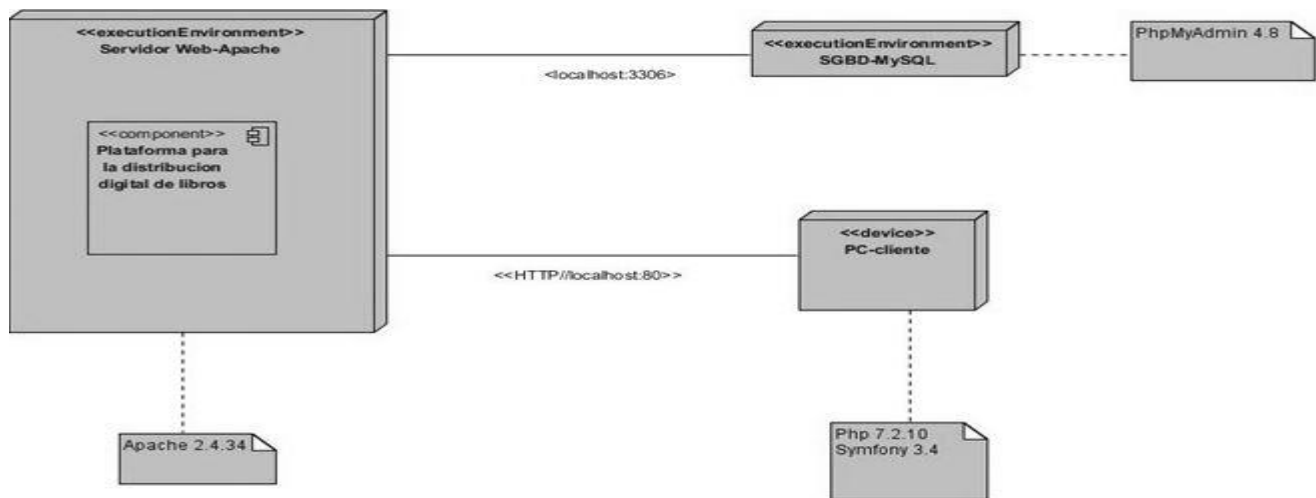 <<executionEnvironment>>
Servidor Web-Apache
<<component>>
Plataforma para
la distribucion
digital de libros
<localhost:3306>
<<executionEnvironment>>
SGBD-MySQL
PhpMyAdmin 4.8
<<HTTP//localhost:80>>
<<device>>
PC-cliente
Apache 2.4.34
Php 7.2.10
Symfony 3.4